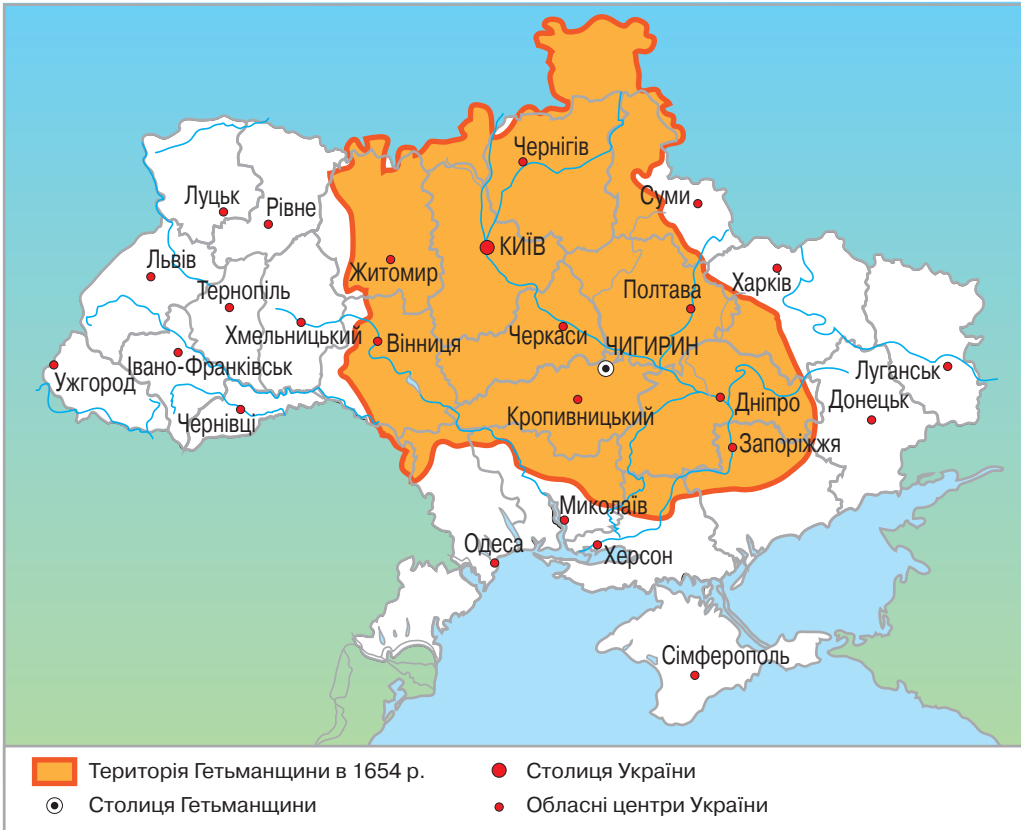 Чернігів
Луцьк
Рівне
Суми
КИЇВ
Львів
Житомир
Харків
Тернопіль
Полтава
Хмельницький
Вінниця
Черкаси
ЧИГИРИН
Івано-Франківськ
Ужгород
Луганськ
Чернівці
Кропивницький
Дніпро
Донецьк
Запоріжжя
Миколаїв
Одеса
Херсон
Сімферополь
Територія Гетьманщини в 1654 р.
Столиця України
Столиця Гетьманщини
Обласні центри України